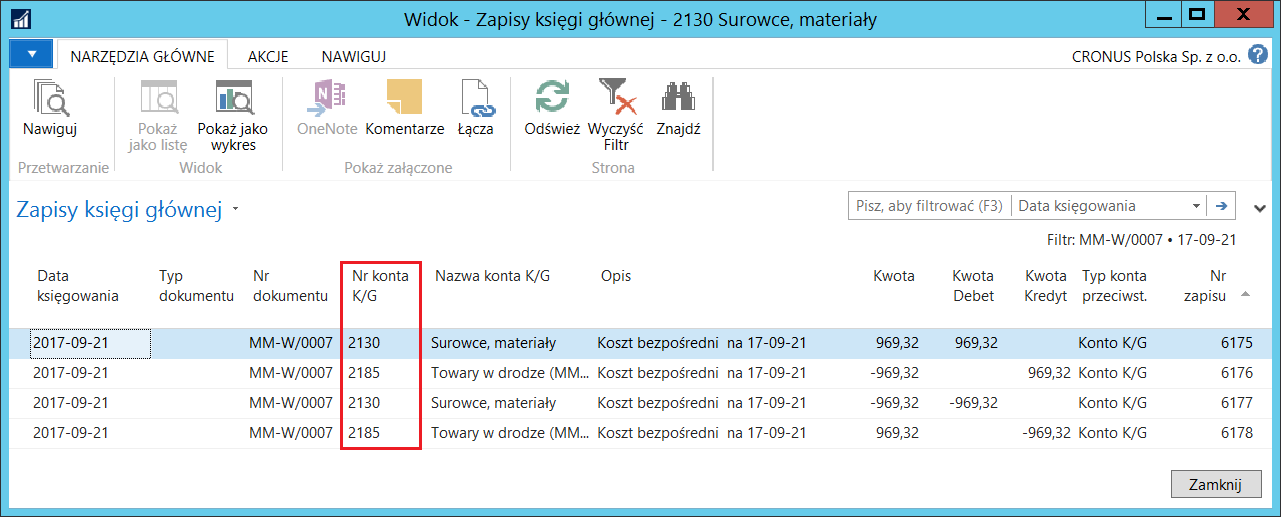 Widok - Zapisy księgi głównej - 2130 Surowce, materiały
NARZĘDZIA GŁÓWNE AKCJE NAWIGUJ CRONUS Polska Sp. z o.o. ?
Nawiguj Pokaż jako listę Pokaż jako wykres OneNote Komentarze Łącza Odśwież Wyczyść Filtr Znajdź
Przetwarzanie Widok Pokaż załączone Strona
Zapisy księgi głównej Pisz, aby filtrować (F3) Data księgowania
Filtr: MM-W/0007 • 17-09-21
Data księgowania Typ dokumentu Nr dokumentu Nr konta K/G Nazwa konta K/G Opis Kwota Kwota Debet Kwota Kredyt Typ konta przeciwst. Nr zapisu
2017-09-21 MM-W/0007 2130 Surowce, materiały Koszt bezpośredni na 17-09-21 969,32 969,32 Konto K/G 6175
2017-09-21 MM-W/0007 2185 Towary w drodze (MM... Koszt bezpośredni na 17-09-21 -969,32 969,32 Konto K/G 6176
2017-09-21 MM-W/0007 2130 Surowce, materiały Koszt bezpośredni na 17-09-21 -969,32 -969,32 Konto K/G 6177
2017-09-21 MM-W/0007 2185 Towary w drodze (MM... Koszt bezpośredni na 17-09-21 969,32 -969,32 Konto K/G 6178
Zamknij